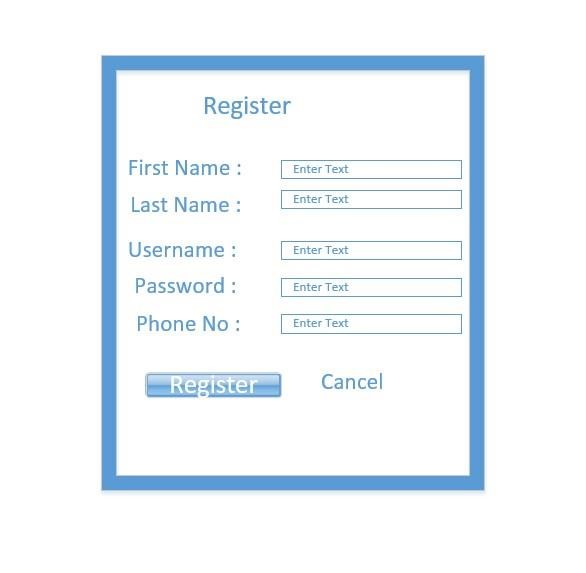 Register
First Name : Enter Text
Last Name : Enter Text
Username : Enter Text
Password : Enter Text
Phone No : Enter Text
Register Cancel